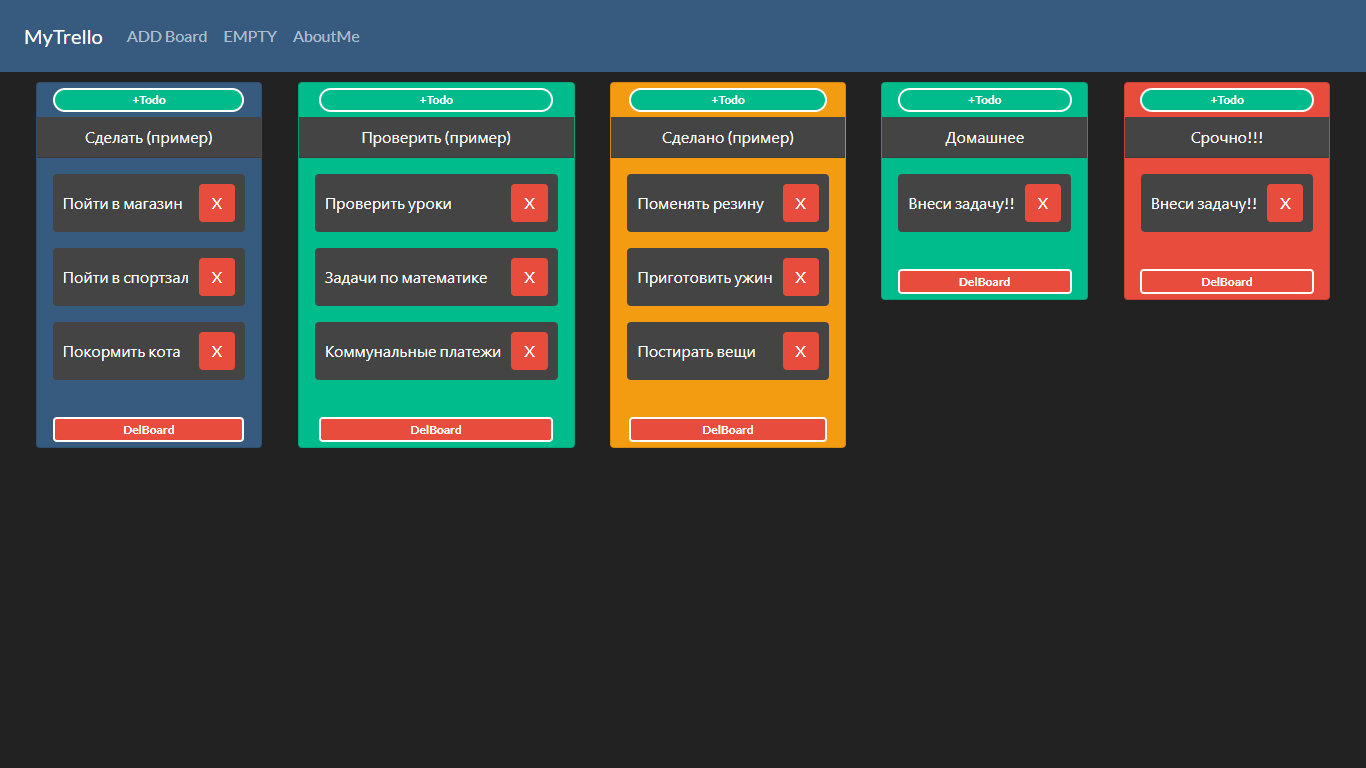 MyTrello ADD Board EMPTY AboutMe
+Todo
Сделать (пример)
Пойти в магазин X
Пойти в спортзал X
Покормить кота X
DelBoard
+Todo
Проверить (пример)
Проверить уроки X
Задачи по математике X
Коммунальные платежи X
DelBoard
+Todo
Сделано (пример)
Поменять резину X
Приготовить ужин X
Постирать вещи X
DelBoard
+Todo
Домашнее
Внеси задачу!! X
DelBoard
+Todo
Срочно!!!
Внеси задачу!! X
DelBoard